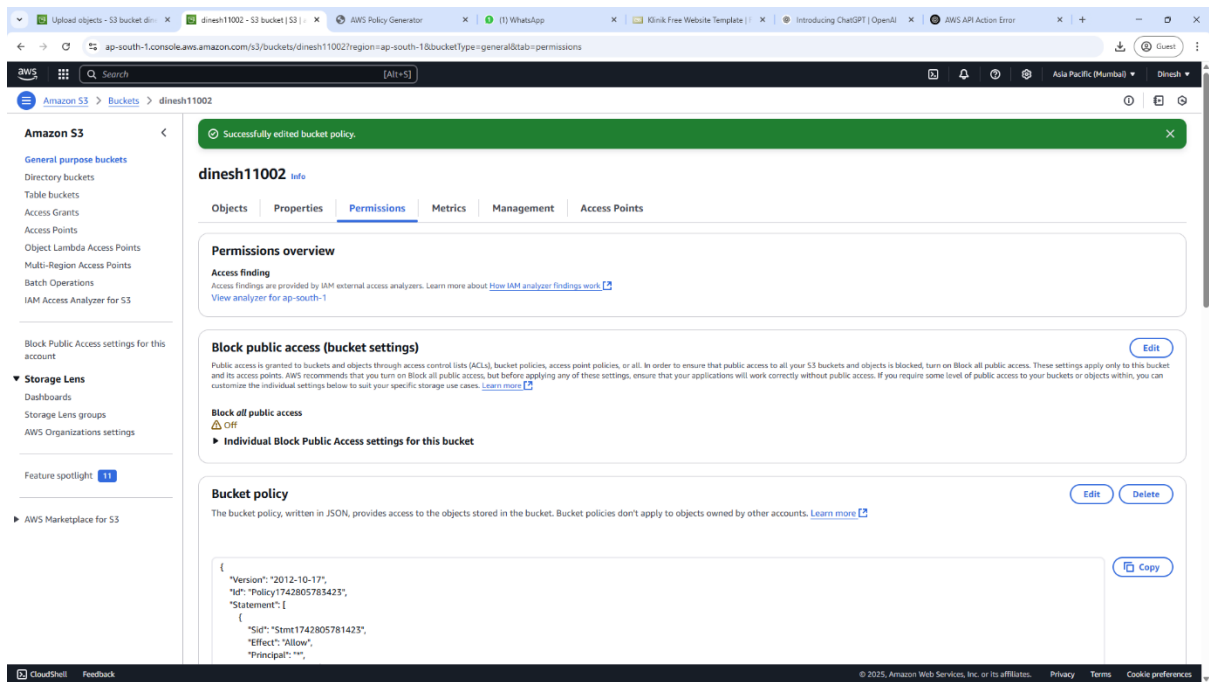 Upload objects - S3 bucket din
dinesh11002 - S3 bucket | S3 |
AWS Policy Generator
(1) WhatsApp
Klinik Free Website Template |
Introducing ChatGPT | OpenAI
AWS API Action Error
ap-south-1.console.aws.amazon.com/s3/buckets/dinesh11002?region=ap-south-1&bucketType=general&tab=permissions
Guest
aws
Search
[Alt+S]
Asia Pacific (Mumbai)
Dinesh
Amazon S3 > Buckets > dinesh11002
Amazon S3
General purpose buckets
Directory buckets
Table buckets
Access Grants
Access Points
Object Lambda Access Points
Multi-Region Access Points
Batch Operations
IAM Access Analyzer for S3
Block Public Access settings for this
account
Storage Lens
Dashboards
Storage Lens groups
AWS Organizations settings
Feature spotlight 11
AWS Marketplace for S3
Successfully edited bucket policy.
dinesh11002 Info
Objects Properties Permissions Metrics Management Access Points
Permissions overview
Access finding
Access findings are provided by IAM external access analyzers. Learn more about How IAM analyzer findings work
View analyzer for ap-south-1
Block public access (bucket settings)
Edit
Public access is granted to buckets and objects through access control lists (ACLs), bucket policies, access point policies, or all. In order to ensure that public access to all your S3 buckets and objects is blocked, turn on Block all public access. These settings apply only to this bucket
and its access points. AWS recommends that you turn on Block all public access, but before applying any of these settings, ensure that your applications will work correctly without public access. If you require some level of public access to your buckets or objects within, you can
customize the individual settings below to suit your specific storage use cases. Learn more
Block all public access
Off
Individual Block Public Access settings for this bucket
Bucket policy
Edit
Delete
The bucket policy, written in JSON, provides access to the objects stored in the bucket. Bucket policies don't apply to objects owned by other accounts. Learn more
Copy
{
"Version": "2012-10-17",
"Id": "Policy1742805783423",
"Statement": [
{
"Sid": "Stmt1742805781423",
"Effect": "Allow",
"Principal": "*",
CloudShell Feedback
© 2025, Amazon Web Services, Inc. or its affiliates. Privacy Terms Cookie preferences